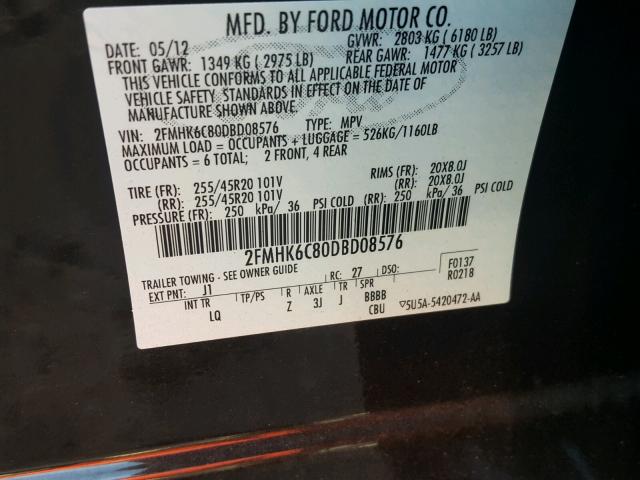 MFD. BY FORD MOTOR CO.
DATE: 05/12 GVWR: 2803 KG ( 6180 LB)
FRONT GAWR: 1349 KG ( 2975 LB) REAR GAWR: 1477 KG ( 3257 LB)
THIS VEHICLE CONFORMS TO ALL APPLICABLE FEDERAL MOTOR
VEHICLE SAFETY STANDARDS IN EFFECT ON THE DATE OF
MANUFACTURE SHOWN ABOVE.
VIN: 2FMHK6C80DBD08576 TYPE: MPV
MAXIMUM LOAD = OCCUPANTS + LUGGAGE = 526KG/1160LB
OCCUPANTS = 6 TOTAL; 2 FRONT, 4 REAR
TIRE (FR): 255/45R20 101V RIMS (FR): 20X8.0J
(RR): 255/45R20 101V (RR): 20X8.0J
PRESSURE (FR): 250 kPa/ 36 PSI COLD (RR): 250 kPa/ 36 PSI COLD
2FMHK6C80DBD08576
TRAILER TOWING - SEE OWNER GUIDE
EXT PNT: J1 RC: 27 DSO: F0137
R0218
INT TR TP/PS R AXLE TR SPR
LQ Z 3J J BBBB
CBU
▽5U5A-5420472-AA